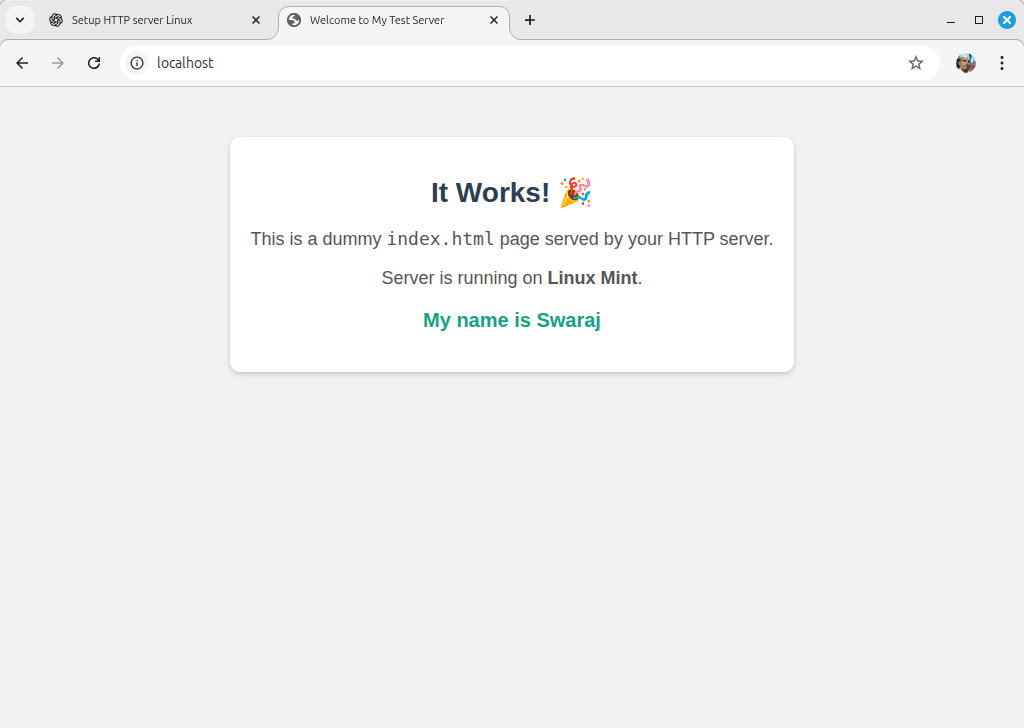 Setup HTTP server Linux
Welcome to My Test Server
localhost
It Works! 🎉
This is a dummy index.html page served by your HTTP server.
Server is running on Linux Mint.
My name is Swaraj